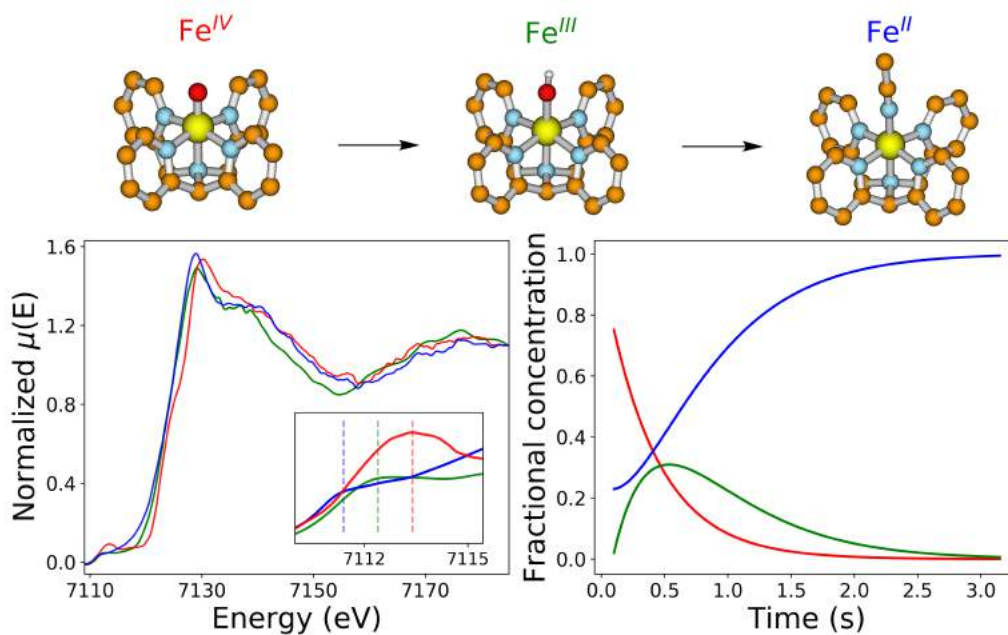 Fe^IV Fe^III Fe^II
Normalized μ(E)
1.6
1.2
0.8
0.4
0.0
7112 7115
7110 7130 7150 7170
Energy (eV)
Fractional concentration
1.0
0.8
0.6
0.4
0.2
0.0
0.0 0.5 1.0 1.5 2.0 2.5 3.0
Time (s)